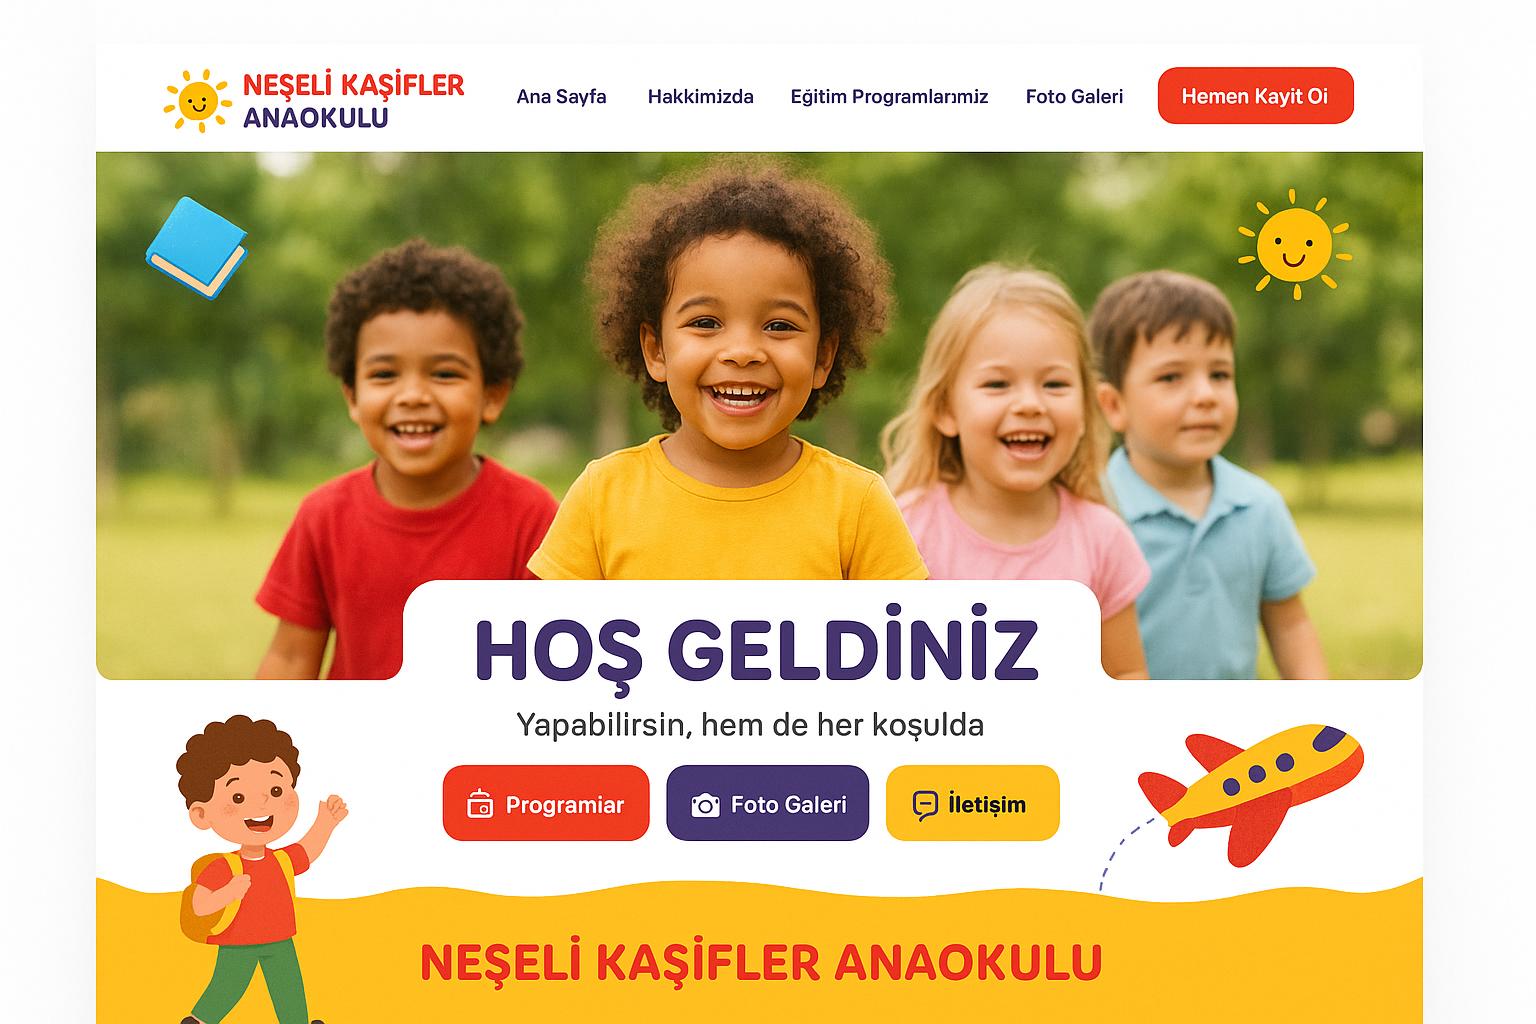 NEŞELİ KAŞİFLER
ANAOKULU
Ana Sayfa
Hakkimizda
Eğitim Programlarımiz
Foto Galeri
Hemen Kayit Oi
HOŞ GELDİNİZ
Yapabilirsin, hem de her koşulda
Programiar
Foto Galeri
İletişim
NEŞELİ KAŞİFLER ANAOKULU